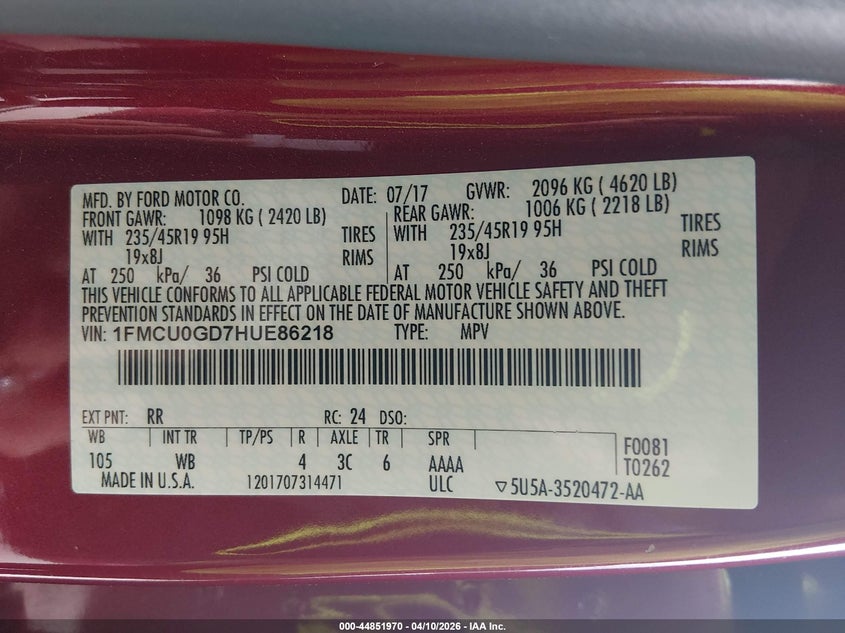 MFD. BY FORD MOTOR CO. DATE: 07/17 GVWR: 2096 KG ( 4620 LB)
FRONT GAWR: 1098 KG ( 2420 LB) REAR GAWR: 1006 KG ( 2218 LB)
WITH 235/45R19 95H TIRES WITH 235/45R19 95H TIRES
19x8J RIMS 19x8J RIMS
AT 250 kPa/ 36 PSI COLD AT 250 kPa/ 36 PSI COLD
THIS VEHICLE CONFORMS TO ALL APPLICABLE FEDERAL MOTOR VEHICLE SAFETY AND THEFT
PREVENTION STANDARDS IN EFFECT ON THE DATE OF MANUFACTURE SHOWN ABOVE.
VIN: 1FMCU0GD7HUE86218 TYPE: MPV
EXT PNT: RR RC: 24 DSO:
WB INT TR TP/PS R AXLE TR SPR
105 WB 4 3C 6 AAAA
F0081
T0262
MADE IN U.S.A. 1201707314471 ULC ▽5U5A-3520472-AA
000-44851970 - 04/10/2026 - IAA Inc.